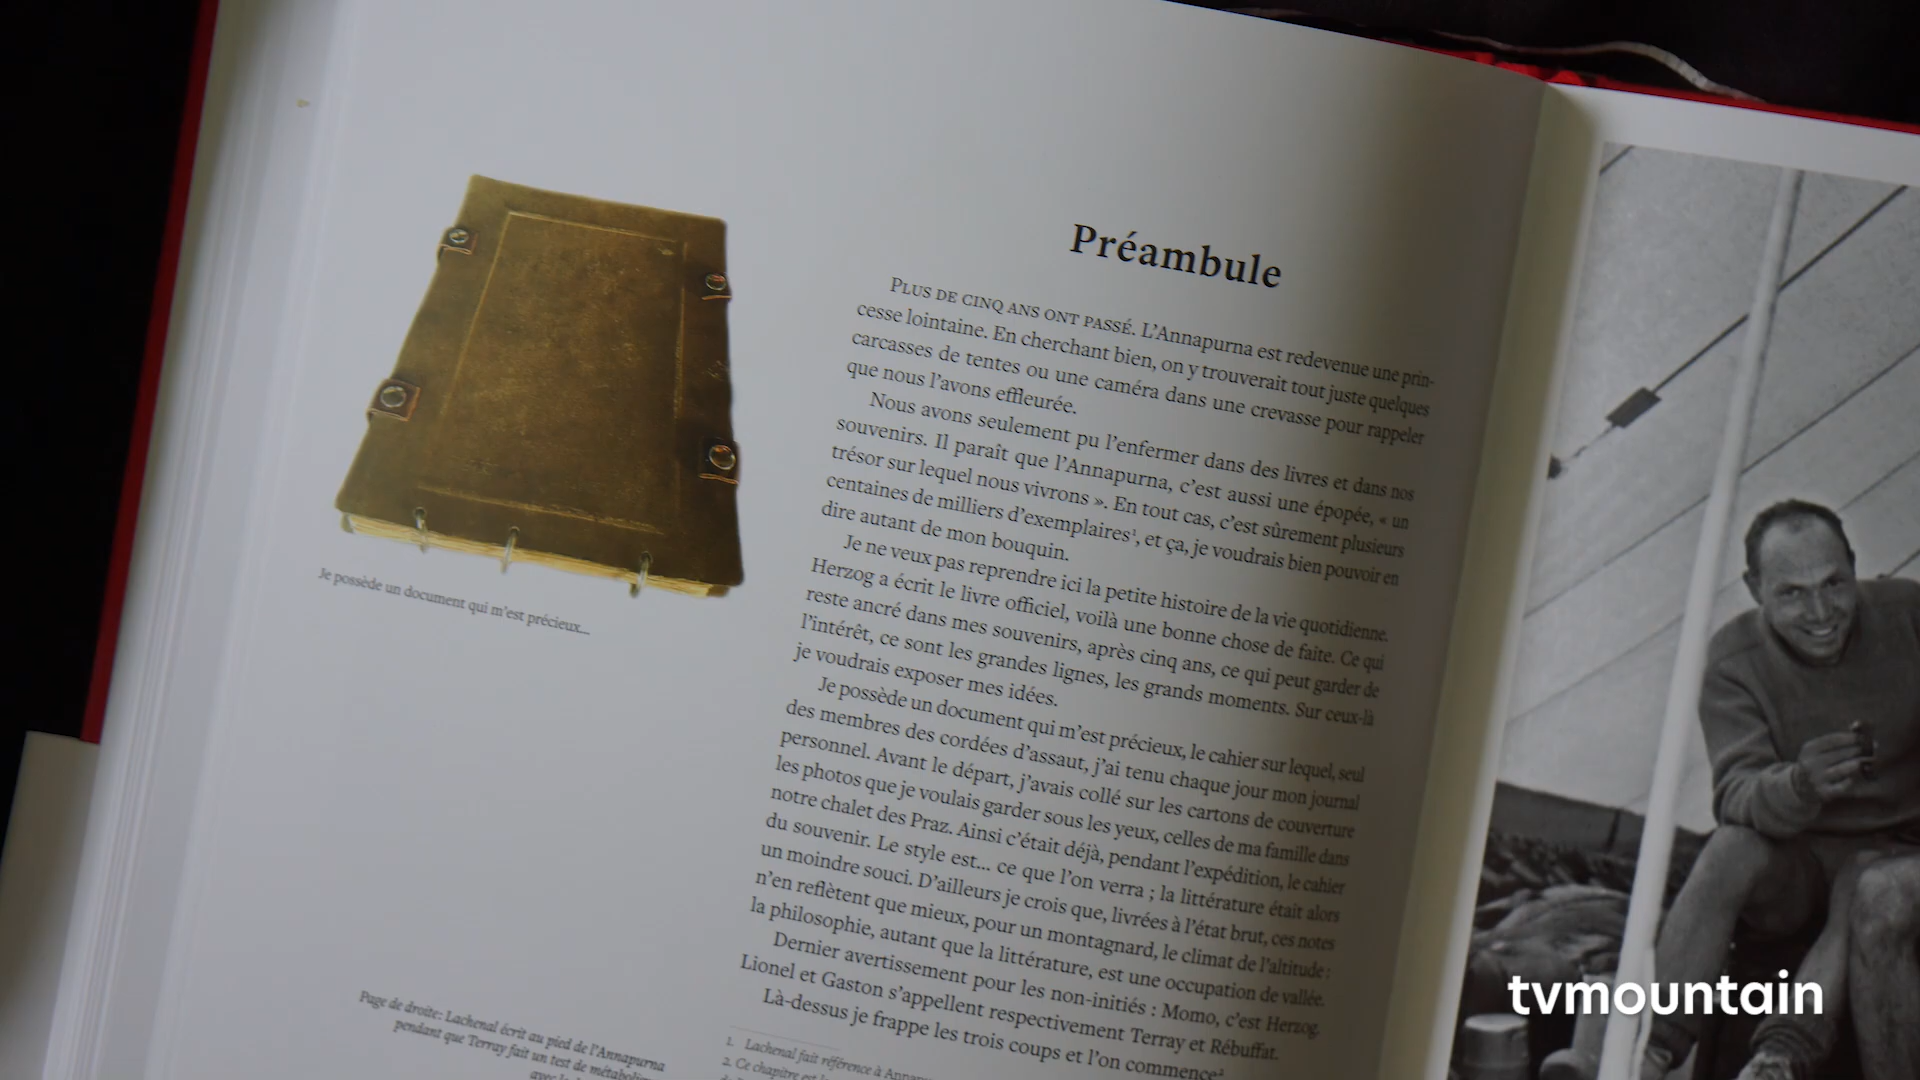 Préambule
PLUS DE CINQ ANS ONT PASSÉ. L’Annapurna est redevenue une prin-
cesse lointaine. En cherchant bien, on y trouverait tout juste quelques
carcasses de tentes ou une caméra dans une crevasse pour rappeler
que nous l’avons effleurée.
Nous avons seulement pu l’enfermer dans des livres et dans nos
souvenirs. Il paraît que l’Annapurna, c’est aussi une épopée, « un
trésor sur lequel nous vivrons ». En tout cas, c’est sûrement plusieurs
centaines de milliers d’exemplaires¹, et ça, je voudrais bien pouvoir en
dire autant de mon bouquin.
Je ne veux pas reprendre ici la petite histoire de la vie quotidienne.
Herzog a écrit le livre officiel, voilà une bonne chose de faite. Ce qui
reste ancré dans mes souvenirs, après cinq ans, ce qui peut garder de
l’intérêt, ce sont les grandes lignes, les grands moments. Sur ceux-là
je voudrais exposer mes idées.
Je possède un document qui m’est précieux, le cahier sur lequel, seul
des membres des cordées d’assaut, j’ai tenu chaque jour mon journal
personnel. Avant le départ, j’avais collé sur les cartons de couverture
les photos que je voulais garder sous les yeux, celles de ma famille dans
notre chalet des Praz. Ainsi c’était déjà, pendant l’expédition, le cahier
du souvenir. Le style est... ce que l’on verra ; la littérature était alors
un moindre souci. D’ailleurs je crois que, livrées à l’état brut, ces notes
n’en reflètent que mieux, pour un montagnard, le climat de l’altitude :
la philosophie, autant que la littérature, est une occupation de vallée.
Dernier avertissement pour les non-initiés : Momo, c’est Herzog.
Lionel et Gaston s’appellent respectivement Terray et Rébuffat.
Là-dessus je frappe les trois coups et l’on commence².
1. Lachenal fait référence à
2. Ce chapitre est
Je possède un document qui m’est précieux...
Page de droite: Lachenal écrit au pied de l’Annapurna
pendant que Terray fait un test de
tvmountain